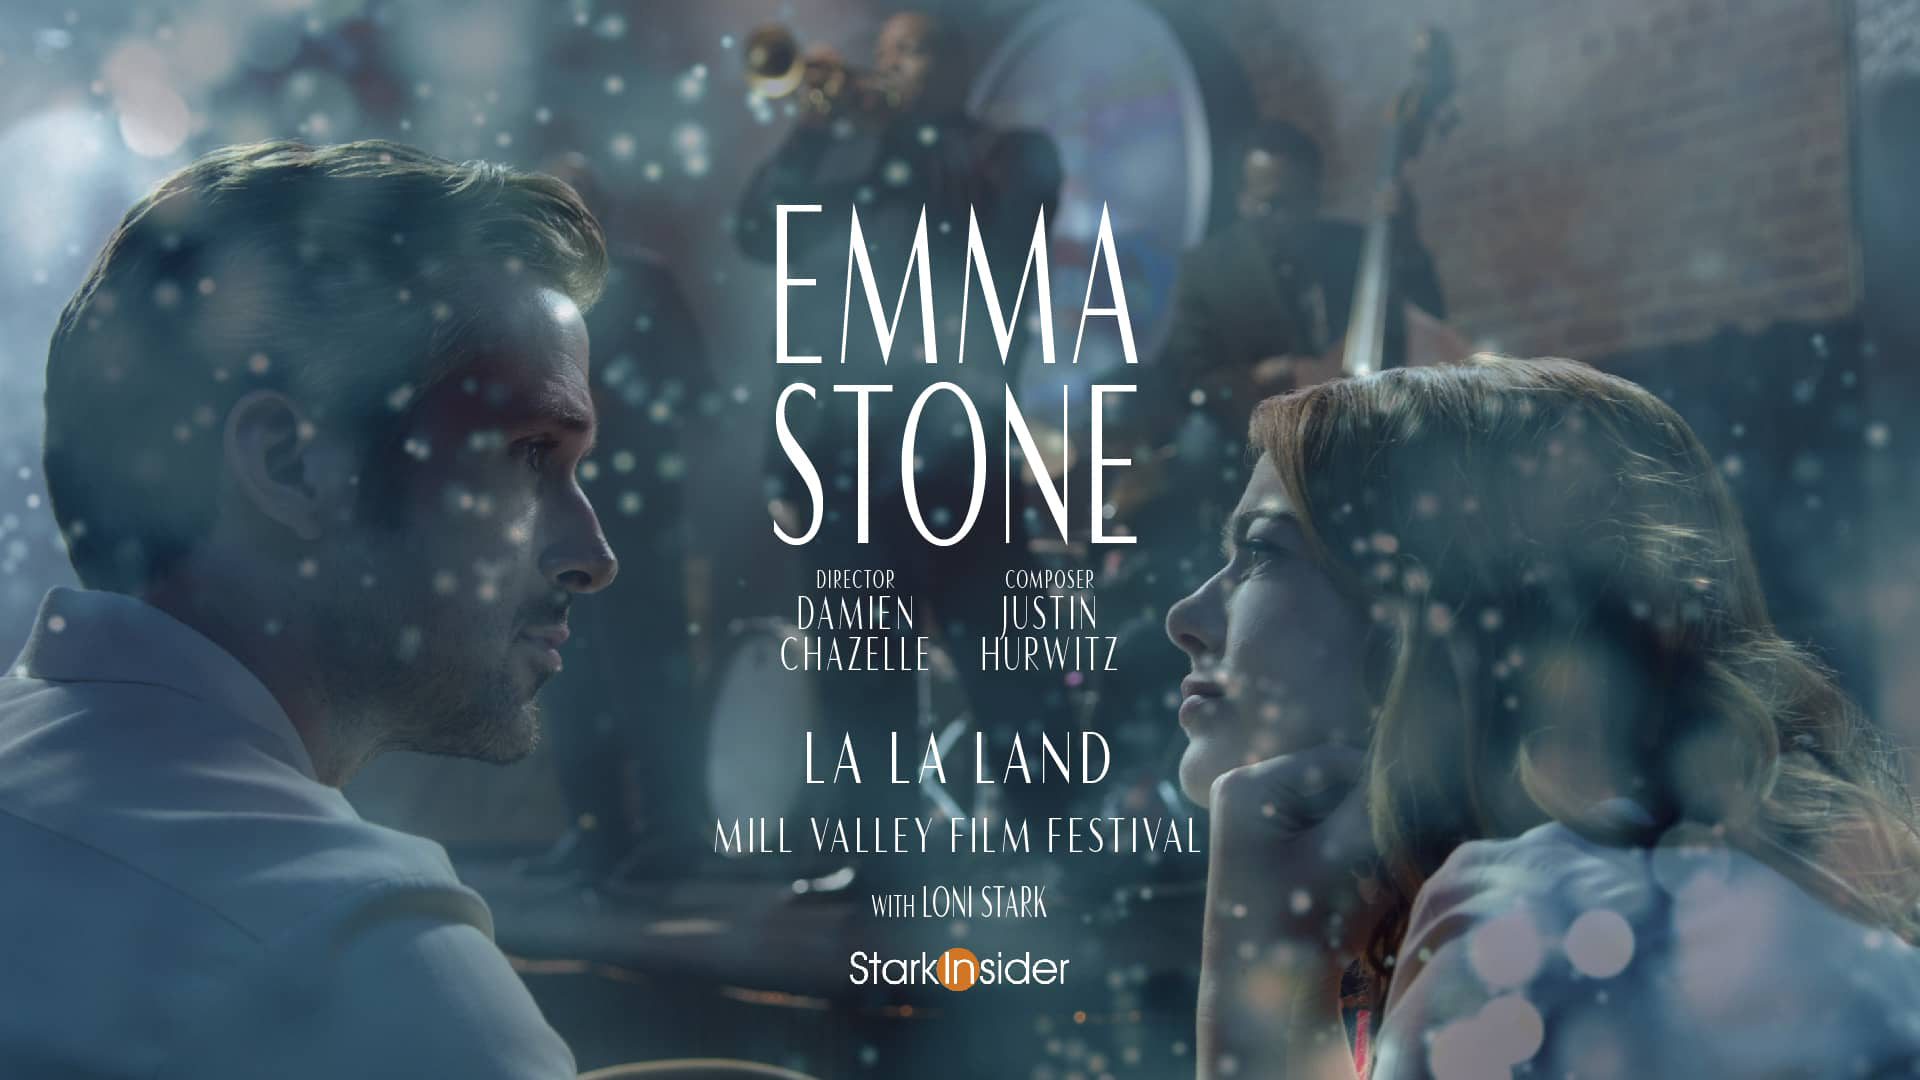 EMMA
STONE
DIRECTOR
DAMIEN
CHAZELLE
COMPOSER
JUSTIN
HURWITZ
LA LA LAND
MILL VALLEY FILM FESTIVAL
WITH LONI STARK
StarkInsider